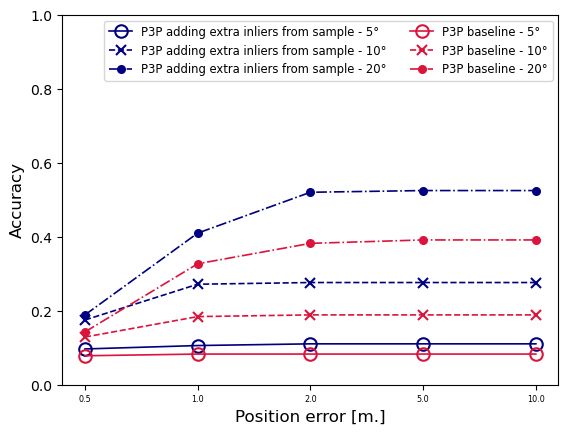 P3P adding extra inliers from sample - 5°
P3P adding extra inliers from sample - 10°
P3P adding extra inliers from sample - 20°
P3P baseline - 5°
P3P baseline - 10°
P3P baseline - 20°
1.0
0.8
0.6
0.4
0.2
0.0
Accuracy
0.5 1.0 2.0 5.0 10.0
Position error [m.]